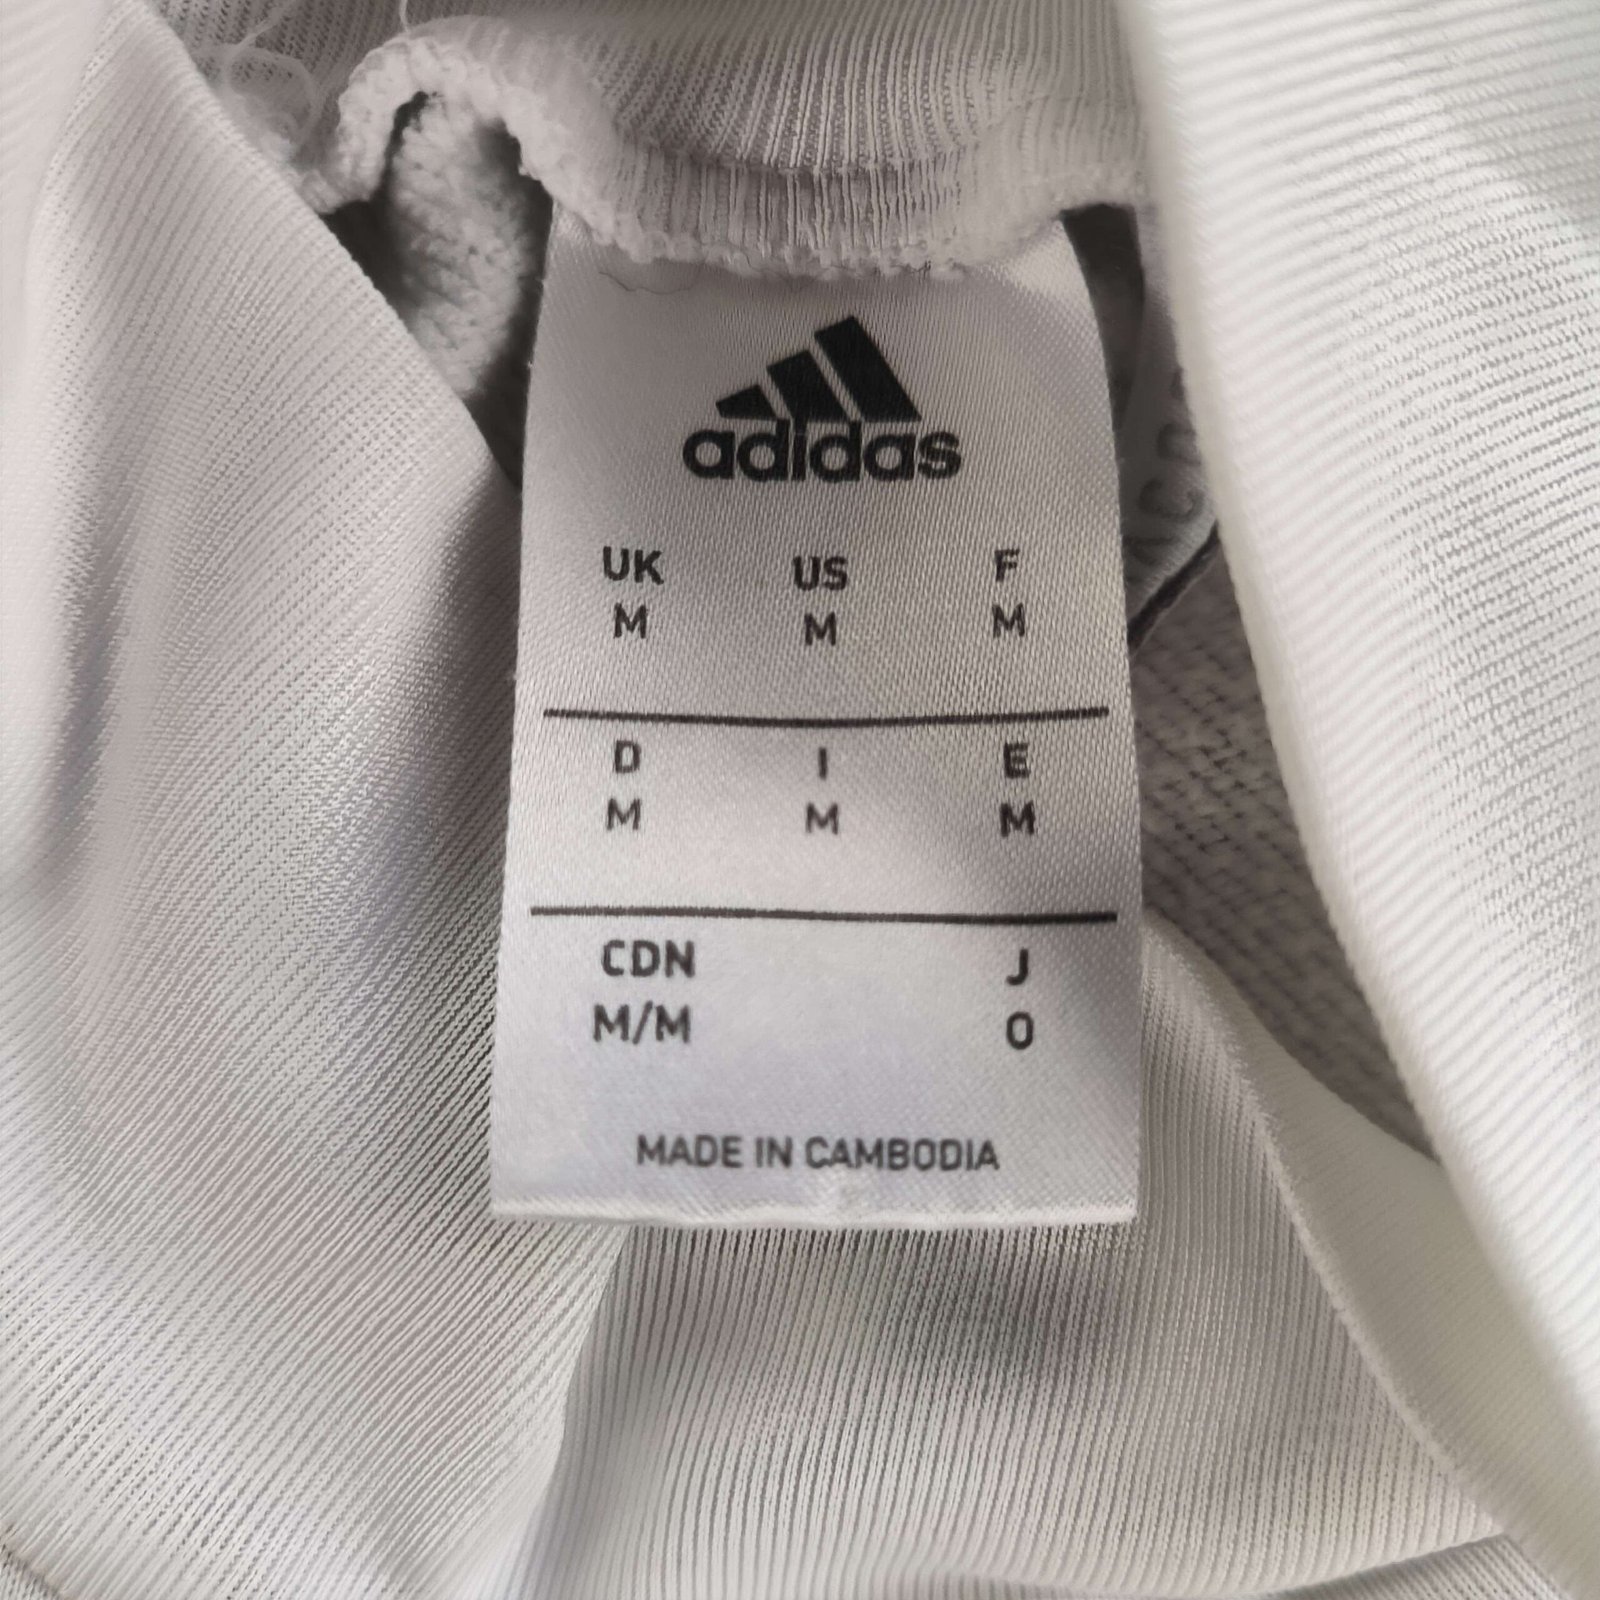 adidas
UK US F
M M M
D I E
M M M
CDN J
M/M O
MADE IN CAMBODIA